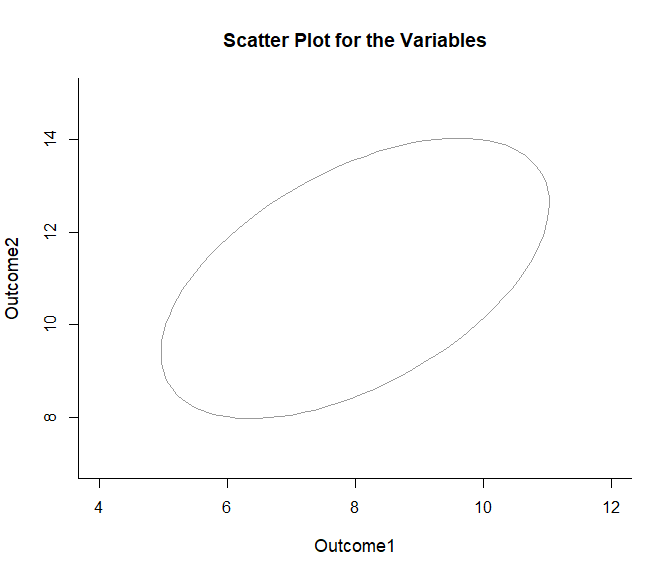 Scatter Plot for the Variables
14
12
10
8
Outcome2
4 6 8 10 12
Outcome1